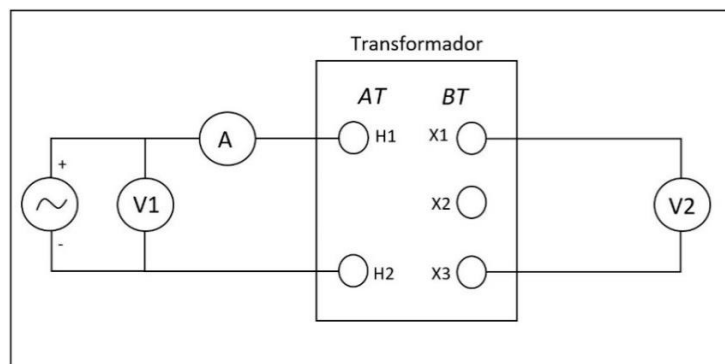 Transformador
AT BT
A H1 X1
+
V1 X2 V2
-
H2 X3